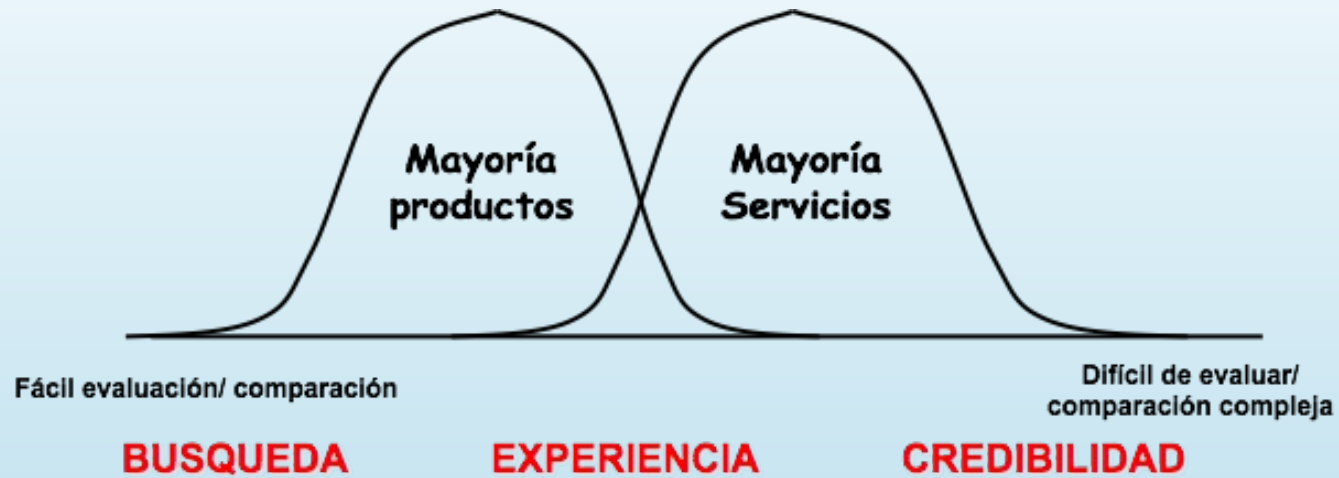 Mayoría
productos
Mayoría
Servicios
Fácil evaluación/ comparación
Difícil de evaluar/
comparación compleja
BUSQUEDA
EXPERIENCIA
CREDIBILIDAD